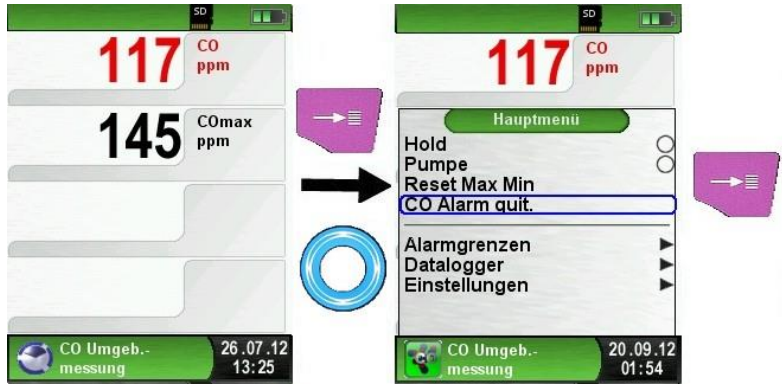 SD
117 CO
ppm
145 COmax
ppm
CO Umgeb.-
messung
26.07.12
13:25
SD
117 CO
ppm
Hauptmenü
Hold
Pumpe
Reset Max Min
CO Alarm quit.
Alarmgrenzen
Datalogger
Einstellungen
CO Umgeb.-
messung
20.09.12
01:54